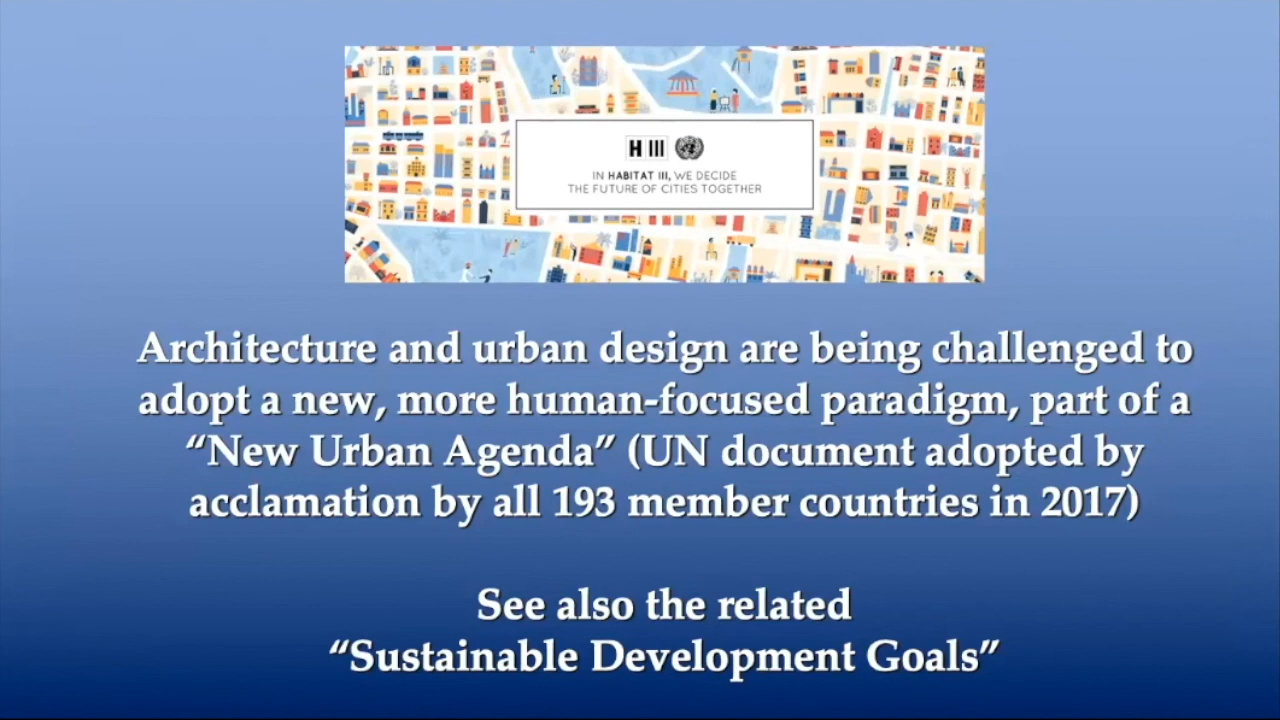 H III
IN HABITAT III, WE DECIDE
THE FUTURE OF CITIES TOGETHER
Architecture and urban design are being challenged to
adopt a new, more human-focused paradigm, part of a
“New Urban Agenda” (UN document adopted by
acclamation by all 193 member countries in 2017)
See also the related
“Sustainable Development Goals”